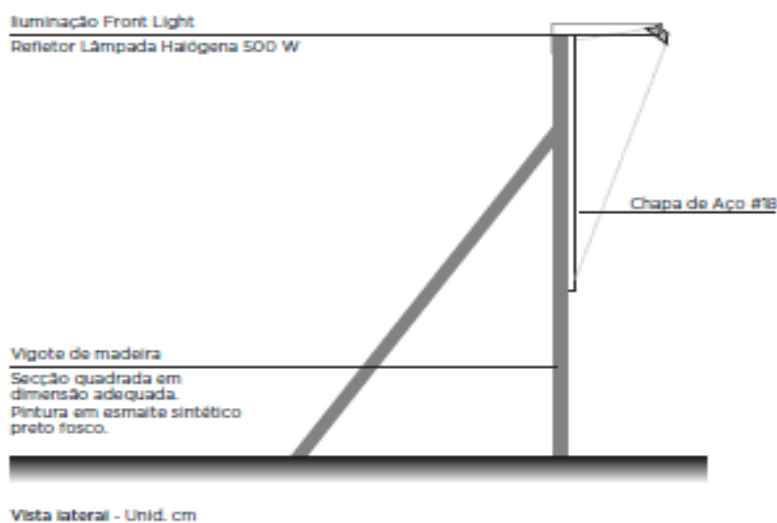 Iluminação Front Light
Refletor Lâmpada Halógena 500 W
Chapa de Aço #18
Vigote de madeira
Secção quadrada em
dimensão adequada.
Pintura em esmalte sintético
preto fosco.
Vista lateral - Unid. cm